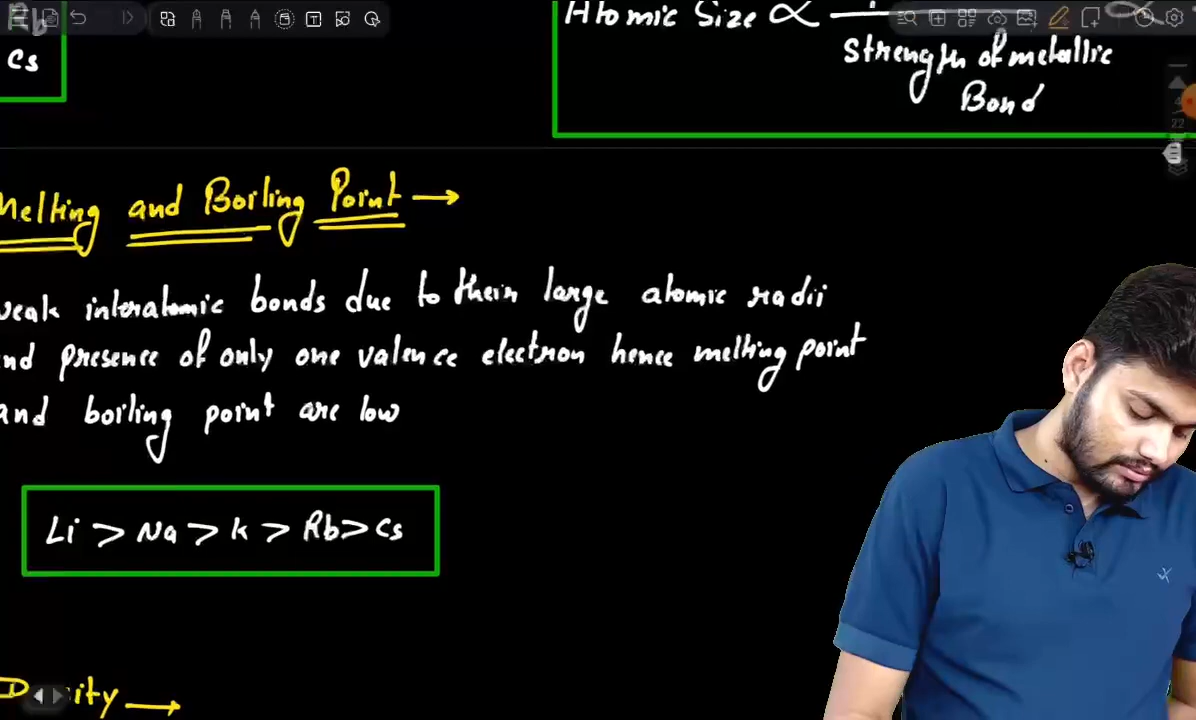 Rb
Cs
Atomic Size ∝
Strength of metallic
Bond
Melting and Boiling Point →
weak interatomic bonds due to their large atomic radii
and presence of only one valence electron hence melting point
and boiling point are low
Li > Na > K > Rb > Cs
Density →
22